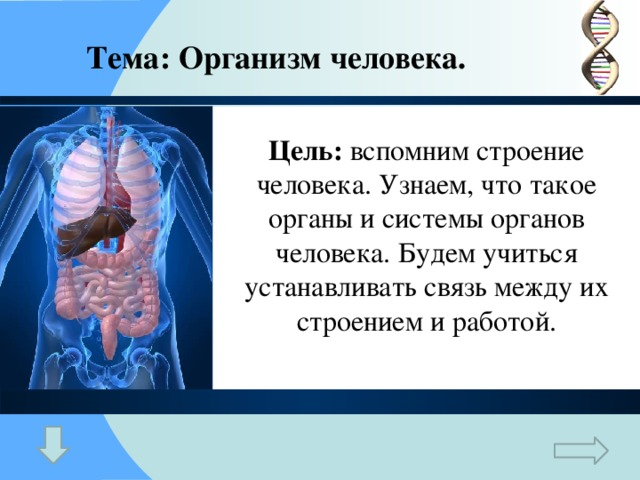 Тема: Организм человека.
Цель: вспомним строение
человека. Узнаем, что такое
органы и системы органов
человека. Будем учиться
устанавливать связь между их
строением и работой.